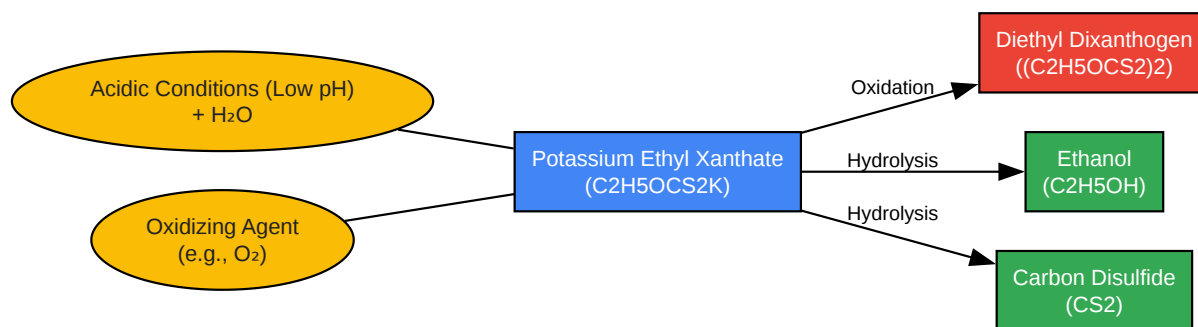 Acidic Conditions (Low pH)
+ H₂O
Oxidizing Agent
(e.g., O₂)
Potassium Ethyl Xanthate
(C2H5OCS2K)
Oxidation
Hydrolysis
Hydrolysis
Diethyl Dixanthogen
((C2H5OCS2)2)
Ethanol
(C2H5OH)
Carbon Disulfide
(CS2)